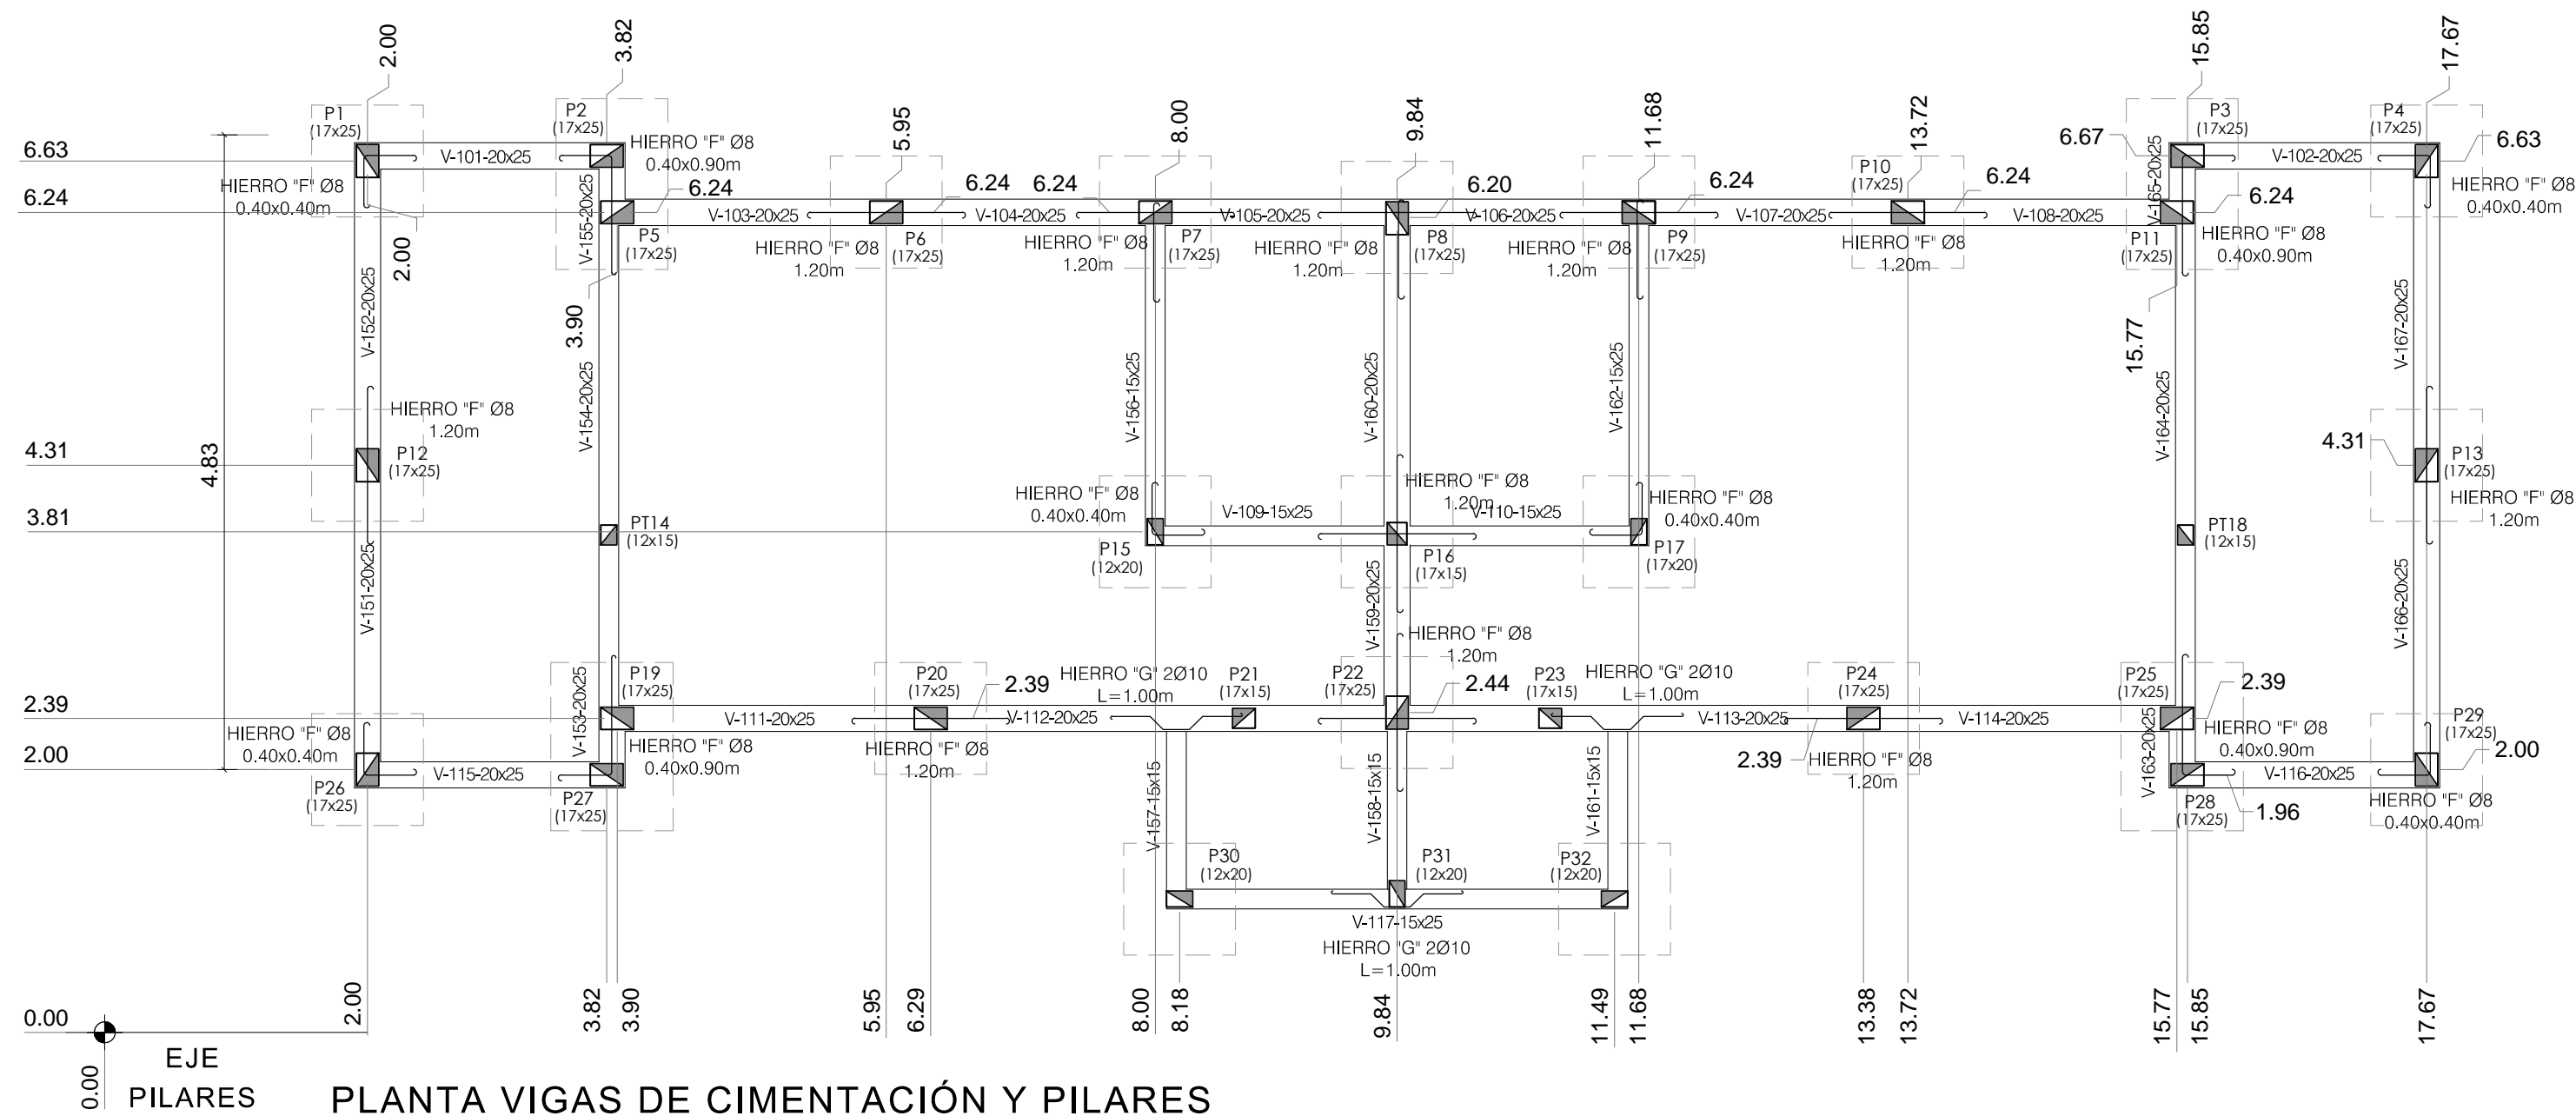 2.00
3.82
5.95
8.00
9.84
11.68
13.72
15.85
17.67
P1
(17x25)
P2
(17x25)
P3
(17x25)
P4
(17x25)
6.63
V-101-20x25
HIERRO "F" Ø8
0.40x0.90m
6.67
V-165-20x25
V-102-20x25
6.63
HIERRO "F" Ø8
0.40x0.40m
HIERRO "F" Ø8
0.40x0.40m
P10
(17x25)
6.24
6.24
V-155-20x25
V-103-20x25
6.24
V-104-20x25
6.24
V-105-20x25
6.20
V-106-20x25
6.24
V-107-20x25
6.24
V-108-20x25
6.24
2.00
P5
(17x25)
HIERRO "F" Ø8
1.20m
P6
(17x25)
HIERRO "F" Ø8
1.20m
P7
(17x25)
HIERRO "F" Ø8
1.20m
P8
(17x25)
HIERRO "F" Ø8
1.20m
P9
(17x25)
HIERRO "F" Ø8
1.20m
P11
(17x25)
HIERRO "F" Ø8
0.40x0.90m
3.90
15.77
V-152-20x25
V-154-20x25
V-156-15x25
V-160-20x25
V-162-15x25
V-164-20x25
V-167-20x25
4.83
HIERRO "F" Ø8
1.20m
4.31
P12
(17x25)
4.31
P13
(17x25)
HIERRO "F" Ø8
1.20m
HIERRO "F" Ø8
0.40x0.40m
HIERRO "F" Ø8
1.20m
HIERRO "F" Ø8
0.40x0.40m
3.81
PT14
(12x15)
V-109-15x25
V-110-15x25
PT18
(12x15)
P15
(12x20)
P16
(17x15)
P17
(17x20)
V-151-20x25
V-159-20x25
V-166-20x25
HIERRO "F" Ø8
1.20m
P19
(17x25)
P20
(17x25)
HIERRO "G" 2Ø10
L=1.00m
P21
(17x15)
P22
(17x25)
P23
(17x15)
HIERRO "G" 2Ø10
L=1.00m
P24
(17x25)
P25
(17x25)
2.39
V-153-20x25
V-111-20x25
2.39
V-112-20x25
2.44
V-113-20x25
V-114-20x25
2.39
P29
(17x25)
HIERRO "F" Ø8
0.40x0.40m
HIERRO "F" Ø8
0.40x0.90m
HIERRO "F" Ø8
1.20m
2.39
HIERRO "F" Ø8
1.20m
V-163-20x25
HIERRO "F" Ø8
0.40x0.90m
2.00
V-115-20x25
V-116-20x25
2.00
P26
(17x25)
P27
(17x25)
V-157-15x15
V-158-15x15
V-161-15x15
P28
(17x25)
1.96
HIERRO "F" Ø8
0.40x0.40m
P30
(12x20)
P31
(12x20)
P32
(12x20)
V-117-15x25
HIERRO "G" 2Ø10
L=1.00m
0.00
2.00
3.82
3.90
5.95
6.29
8.00
8.18
9.84
11.49
11.68
13.38
13.72
15.77
15.85
17.67
0.00
EJE
PILARES
PLANTA VIGAS DE CIMENTACIÓN Y PILARES